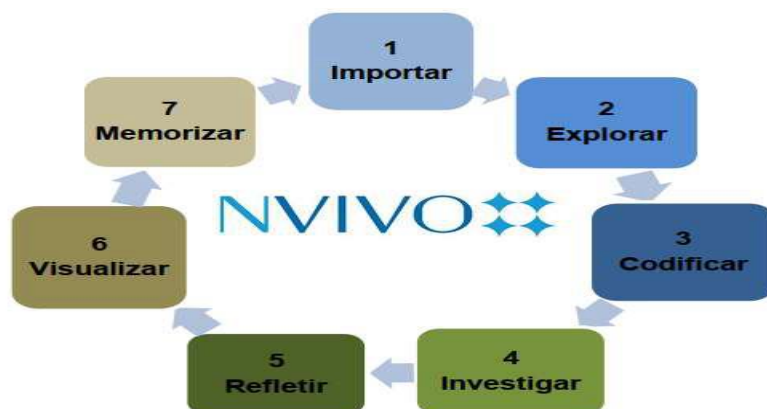 1
Importar
2
Explorar
3
Codificar
4
Investigar
5
Refletir
6
Visualizar
7
Memorizar
NVIVO